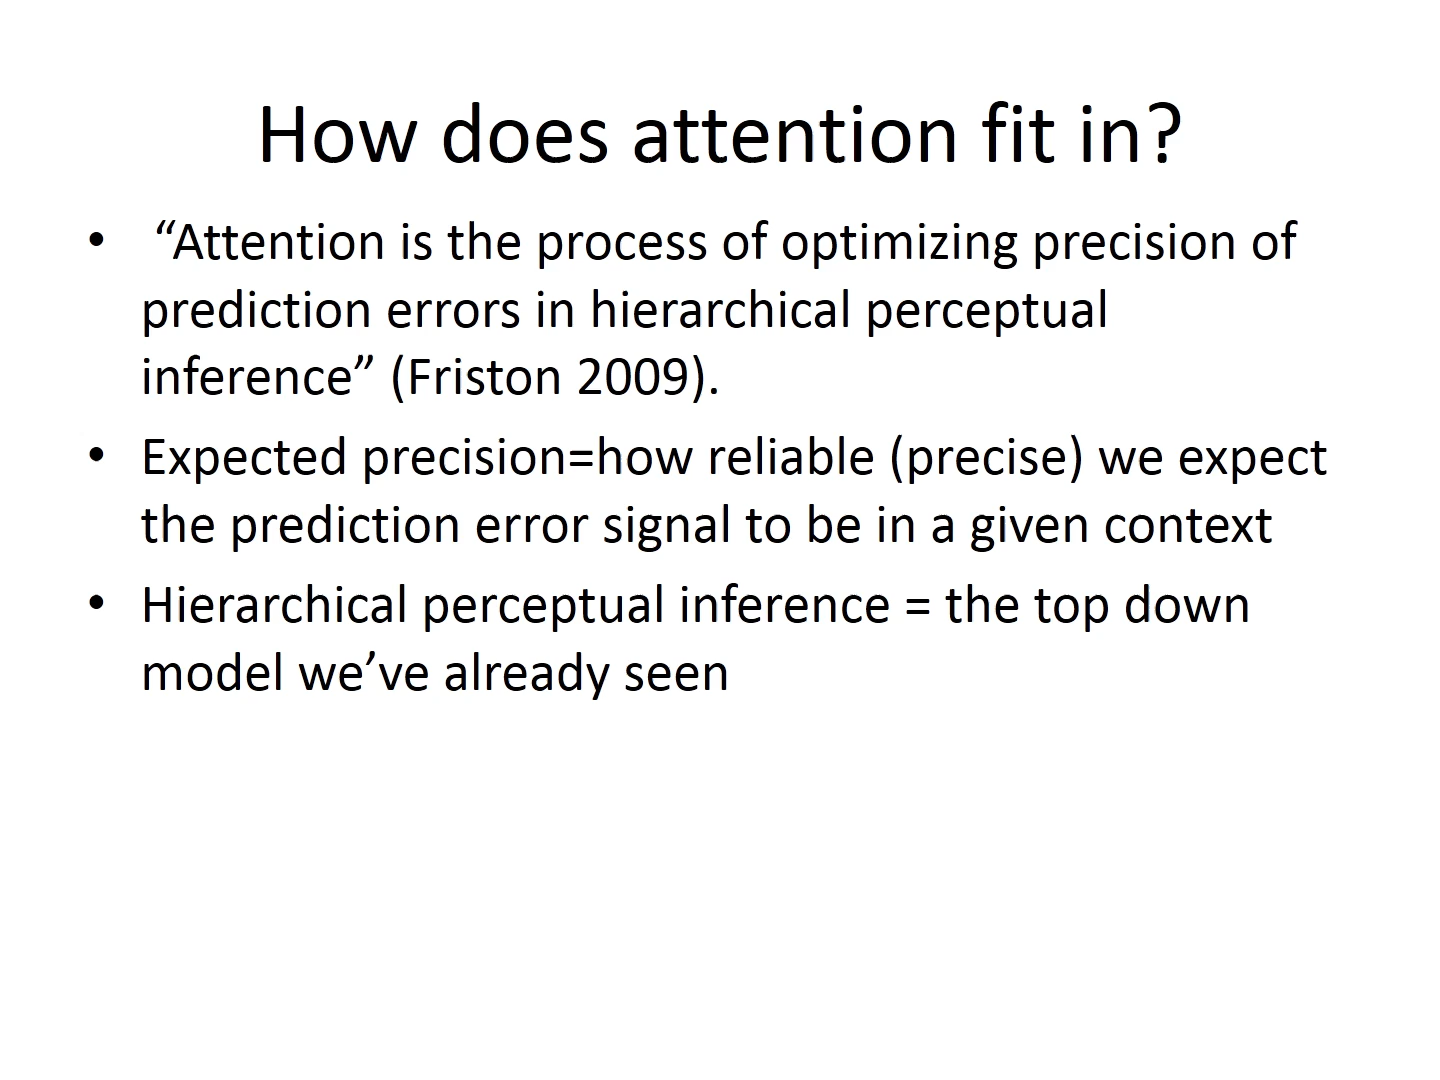 How does attention fit in?
• “Attention is the process of optimizing precision of
prediction errors in hierarchical perceptual
inference” (Friston 2009).
• Expected precision=how reliable (precise) we expect
the prediction error signal to be in a given context
• Hierarchical perceptual inference = the top down
model we’ve already seen